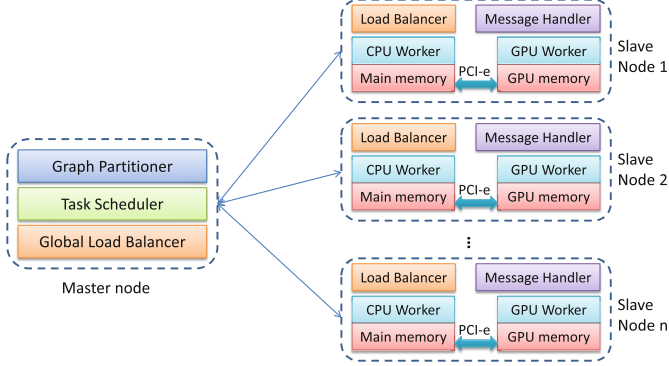 Load Balancer
Message Handler
CPU Worker
GPU Worker
Main memory
PCI-e
GPU memory
Slave
Node 1
Graph Partitioner
Task Scheduler
Global Load Balancer
Master node
Load Balancer
Message Handler
CPU Worker
GPU Worker
Main memory
PCI-e
GPU memory
Slave
Node 2
...
Load Balancer
Message Handler
CPU Worker
GPU Worker
Main memory
PCI-e
GPU memory
Slave
Node n